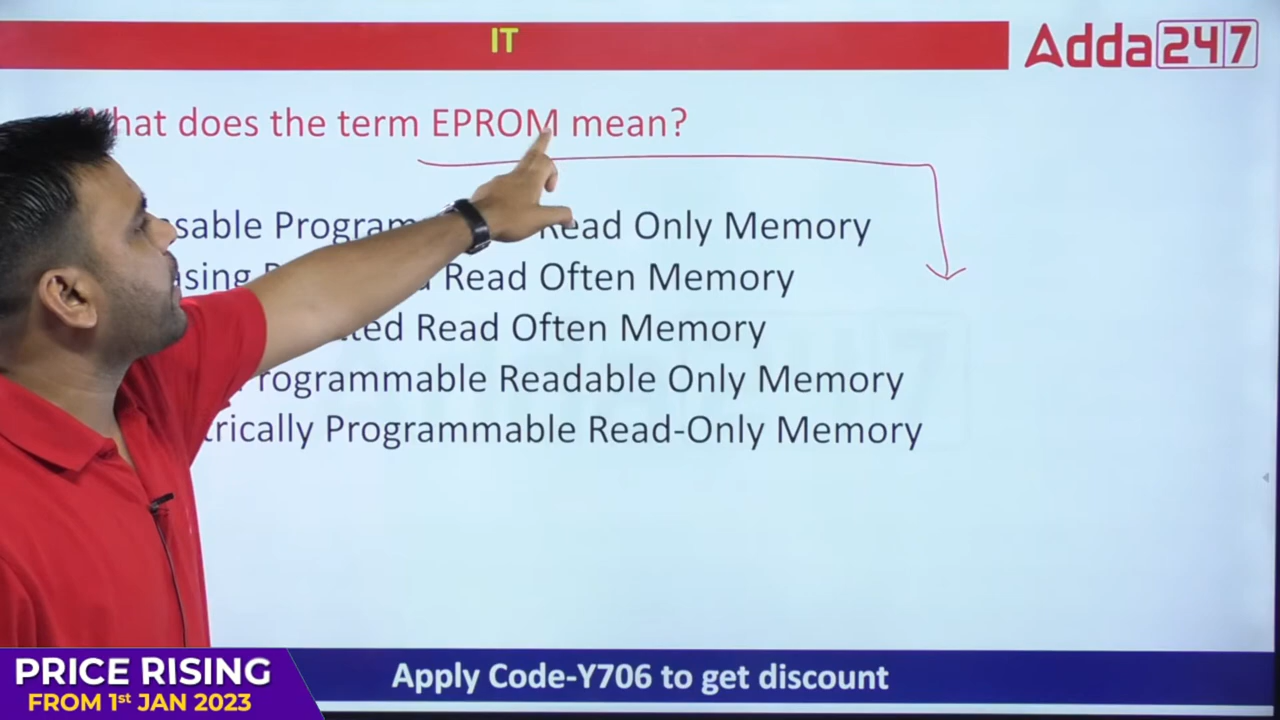 IT
Adda247
What does the term EPROM mean?
sable Program Read Only Memory
sing Read Often Memory
ted Read Often Memory
Programmable Readable Only Memory
trically Programmable Read-Only Memory
PRICE RISING
FROM 1st JAN 2023
Apply Code-Y706 to get discount